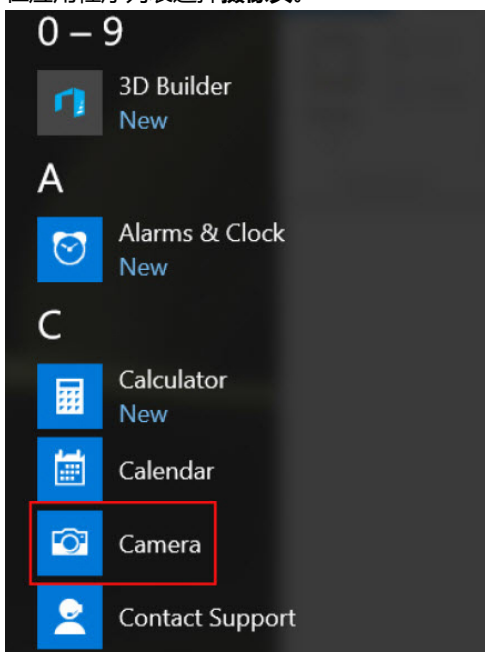 0 – 9
3D Builder
New
A
Alarms & Clock
New
C
Calculator
New
Calendar
Camera
Contact Support